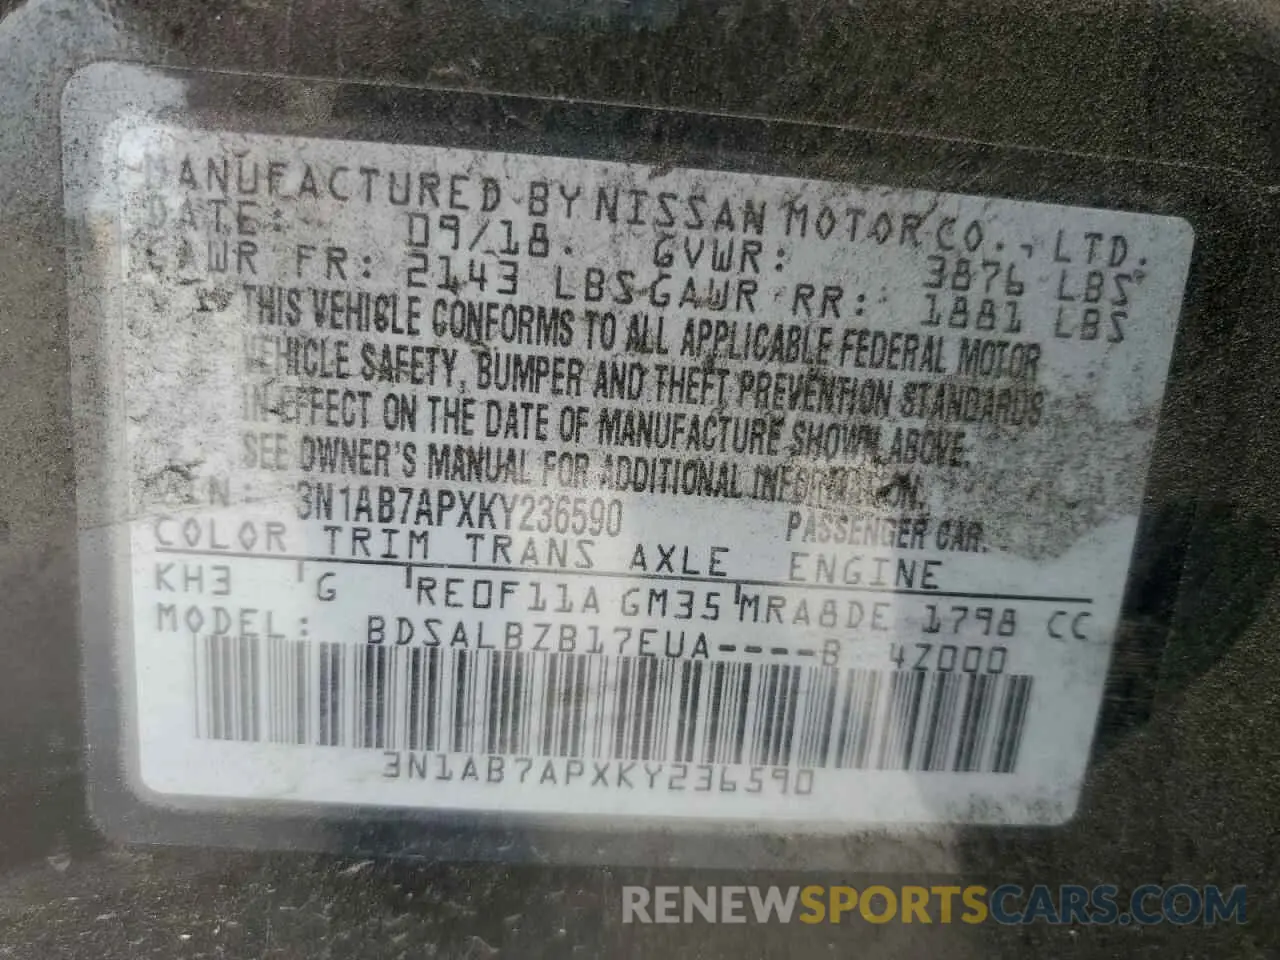 MANUFACTURED BY NISSAN MOTOR CO., LTD.
DATE: 09/18. GVWR: 3876 LBS
GAWR FR: 2143 LBS GAWR RR: 1881 LBS
THIS VEHICLE CONFORMS TO ALL APPLICABLE FEDERAL MOTOR
VEHICLE SAFETY, BUMPER AND THEFT PREVENTION STANDARDS
IN EFFECT ON THE DATE OF MANUFACTURE SHOWN ABOVE.
SEE OWNER'S MANUAL FOR ADDITIONAL INFORMATION.
VIN: 3N1AB7APXKY236590 PASSENGER CAR.
COLOR TRIM TRANS AXLE ENGINE
KH3 G RE0F11A GM35 MRA8DE 1798 CC
MODEL: BDSALBZB17EUA----B 4Z000
3N1AB7APXKY236590
RENEWSPORTSCARS.COM